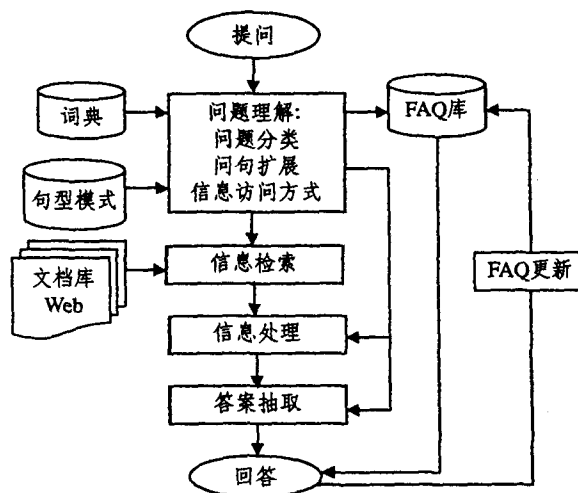 提问
词典
问题理解:
问题分类
问句扩展
信息访问方式
FAQ库
句型模式
文档库
Web
信息检索
FAQ更新
信息处理
答案抽取
回答